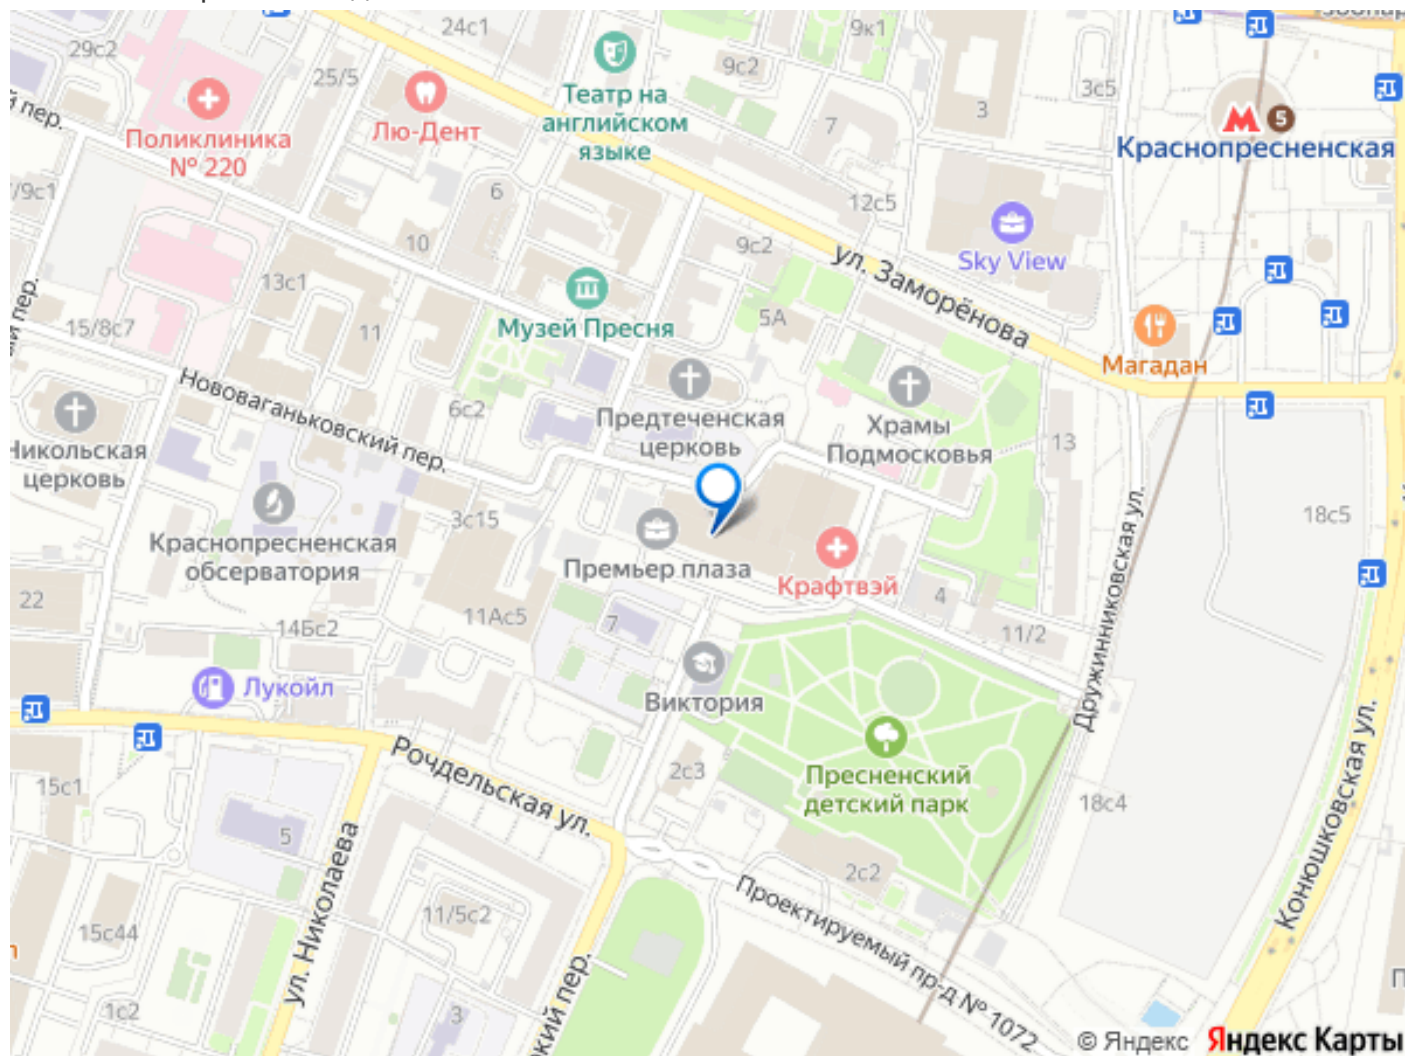 24с1
9к1
29с2
25/5
9с2
3с5
3
Театр на
английском
языке
7
й пер.
Поликлиника
№ 220
Лю-Дент
5
Краснопресненская
/9с1
6
12с5
10
9с2
Sky View
ул. Заморёнова
13с1
Музей Пресня
5А
15/8с7
11
Магадан
Нововаганьковский пер.
6с2
Предтеченская
церковь
Храмы
Подмосковья
13
Никольская
церковь
3с15
18с5
Краснопресненская
обсерватория
Премьер плаза
Крафтвэй
Дружинниковская ул.
22
4
14Бс2
11Ас5
7
11/2
Лукойл
Виктория
Рочдельская ул.
2с3
Пресненский
детский парк
15с1
18с4
Конюшковская ул.
5
ул. Николаева
2с2
11/5с2
Проектируемый пр-д № 1072
15с44
1с2
3
кий пер.
© Яндекс Яндекс Карты